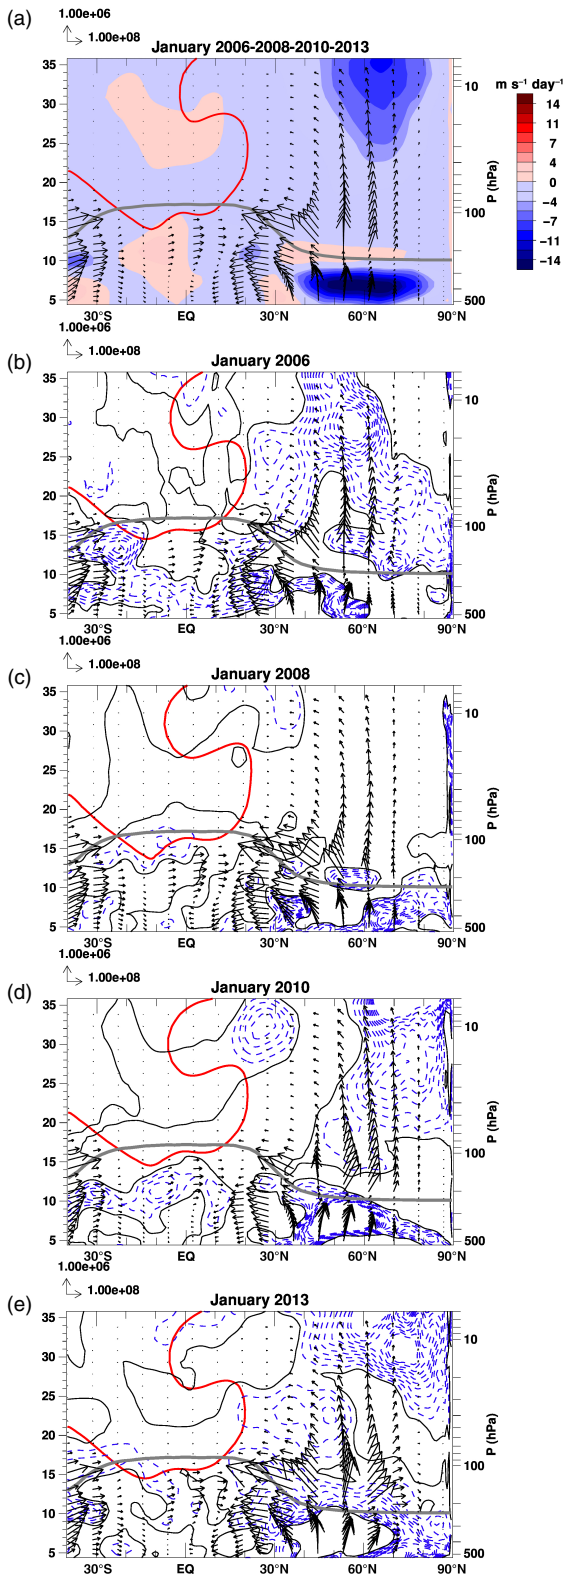 (a)
1.00e+06
1.00e+08
January 2006-2008-2010-2013
35
30
25
20
15
10
5
30°S
EQ
30°N
60°N
90°N
10
100
500
P (hPa)
m s⁻¹ day⁻¹
14
11
7
4
0
−4
−7
−11
−14
(b)
1.00e+06
1.00e+08
January 2006
35
30
25
20
15
10
5
30°S
EQ
30°N
60°N
90°N
10
100
500
P (hPa)
(c)
1.00e+06
1.00e+08
January 2008
35
30
25
20
15
10
5
30°S
EQ
30°N
60°N
90°N
10
100
500
P (hPa)
(d)
1.00e+06
1.00e+08
January 2010
35
30
25
20
15
10
5
30°S
EQ
30°N
60°N
90°N
10
100
500
P (hPa)
(e)
1.00e+06
1.00e+08
January 2013
35
30
25
20
15
10
5
30°S
EQ
30°N
60°N
90°N
10
100
500
P (hPa)